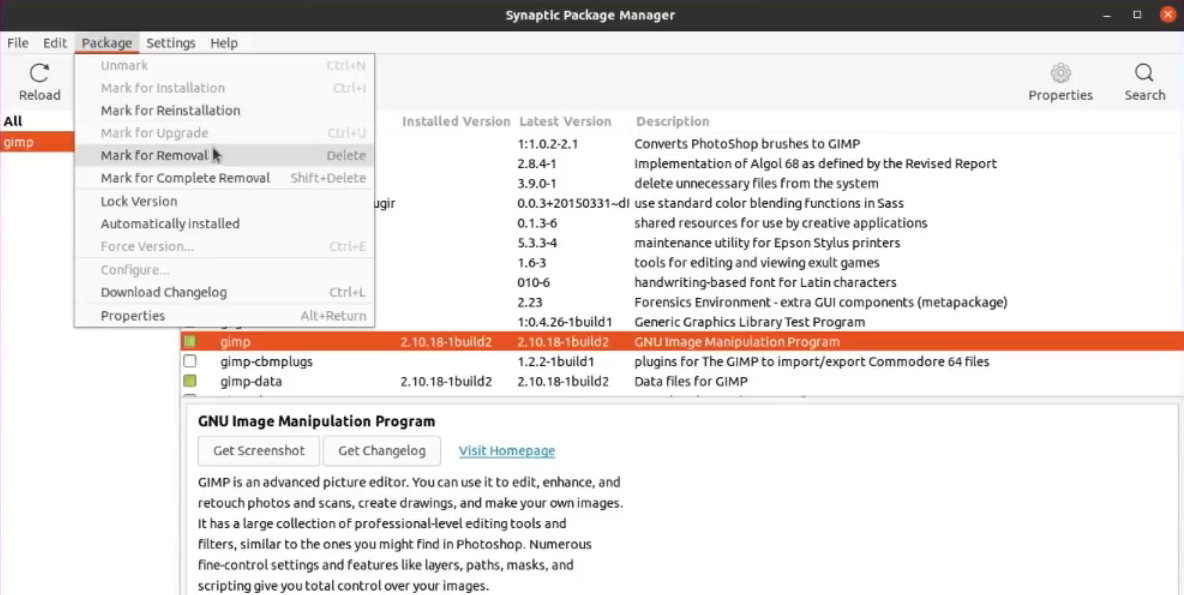 Synaptic Package Manager
File Edit Package Settings Help
Reload
Properties
Search
Unmark Ctrl+N
Mark for Installation Ctrl+I
Mark for Reinstallation
Mark for Upgrade Ctrl+U
Mark for Removal Delete
Mark for Complete Removal Shift+Delete
Lock Version
Automatically installed
Force Version... Ctrl+E
Configure...
Download Changelog Ctrl+L
Properties Alt+Return
All
gimp
Installed Version Latest Version Description
1:1.0.2-2.1 Converts PhotoShop brushes to GIMP
2.8.4-1 Implementation of Algol 68 as defined by the Revised Report
3.9.0-1 delete unnecessary files from the system
ugir 0.0.3+20150331~df use standard color blending functions in Sass
0.1.3-6 shared resources for use by creative applications
5.3.3-4 maintenance utility for Epson Stylus printers
1.6-3 tools for editing and viewing exult games
010-6 handwriting-based font for Latin characters
2.23 Forensics Environment - extra GUI components (metapackage)
1:0.4.26-1build1 Generic Graphics Library Test Program
gimp 2.10.18-1build2 2.10.18-1build2 GNU Image Manipulation Program
gimp-cbmplugs 1.2.2-1build1 plugins for The GIMP to import/export Commodore 64 files
gimp-data 2.10.18-1build2 2.10.18-1build2 Data files for GIMP
GNU Image Manipulation Program
Get Screenshot Get Changelog Visit Homepage
GIMP is an advanced picture editor. You can use it to edit, enhance, and
retouch photos and scans, create drawings, and make your own images.
It has a large collection of professional-level editing tools and
filters, similar to the ones you might find in Photoshop. Numerous
fine-control settings and features like layers, paths, masks, and
scripting give you total control over your images.